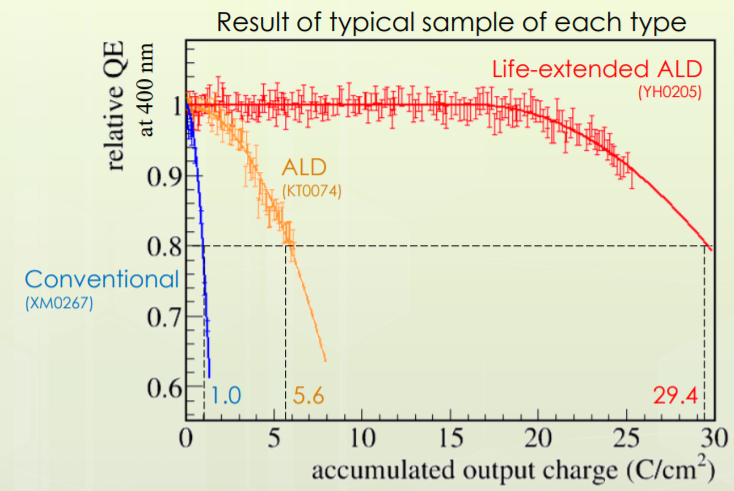 Result of typical sample of each type
relative QE
at 400 nm
Life-extended ALD
(YH0205)
ALD
(KT0074)
Conventional
(XM0267)
1
0.9
0.8
0.7
0.6
1.0
5.6
29.4
0 5 10 15 20 25 30
accumulated output charge (C/cm²)